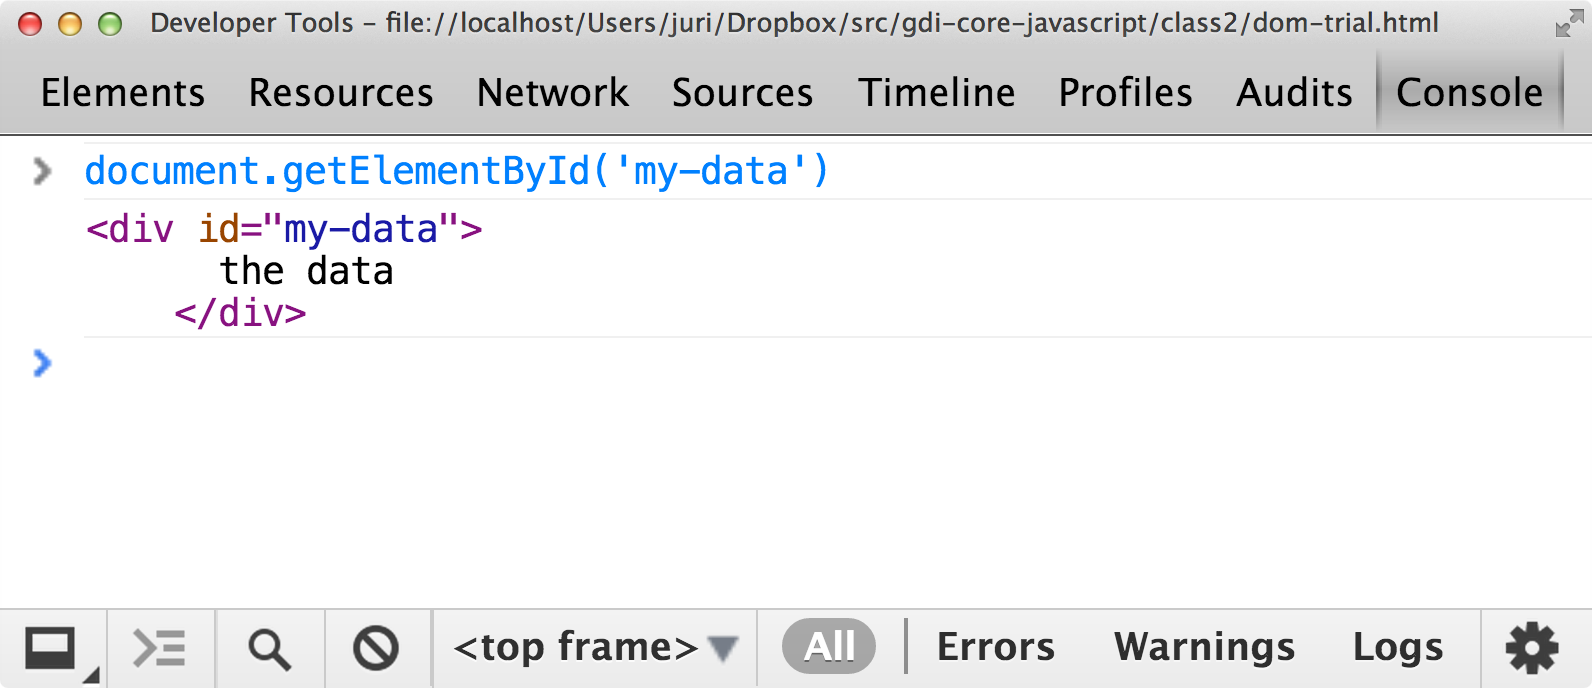 Developer Tools - file://localhost/Users/juri/Dropbox/src/gdi-core-javascript/class2/dom-trial.html
Elements Resources Network Sources Timeline Profiles Audits Console
document.getElementById('my-data')
<div id="my-data">
the data
</div>
<top frame> All Errors Warnings Logs